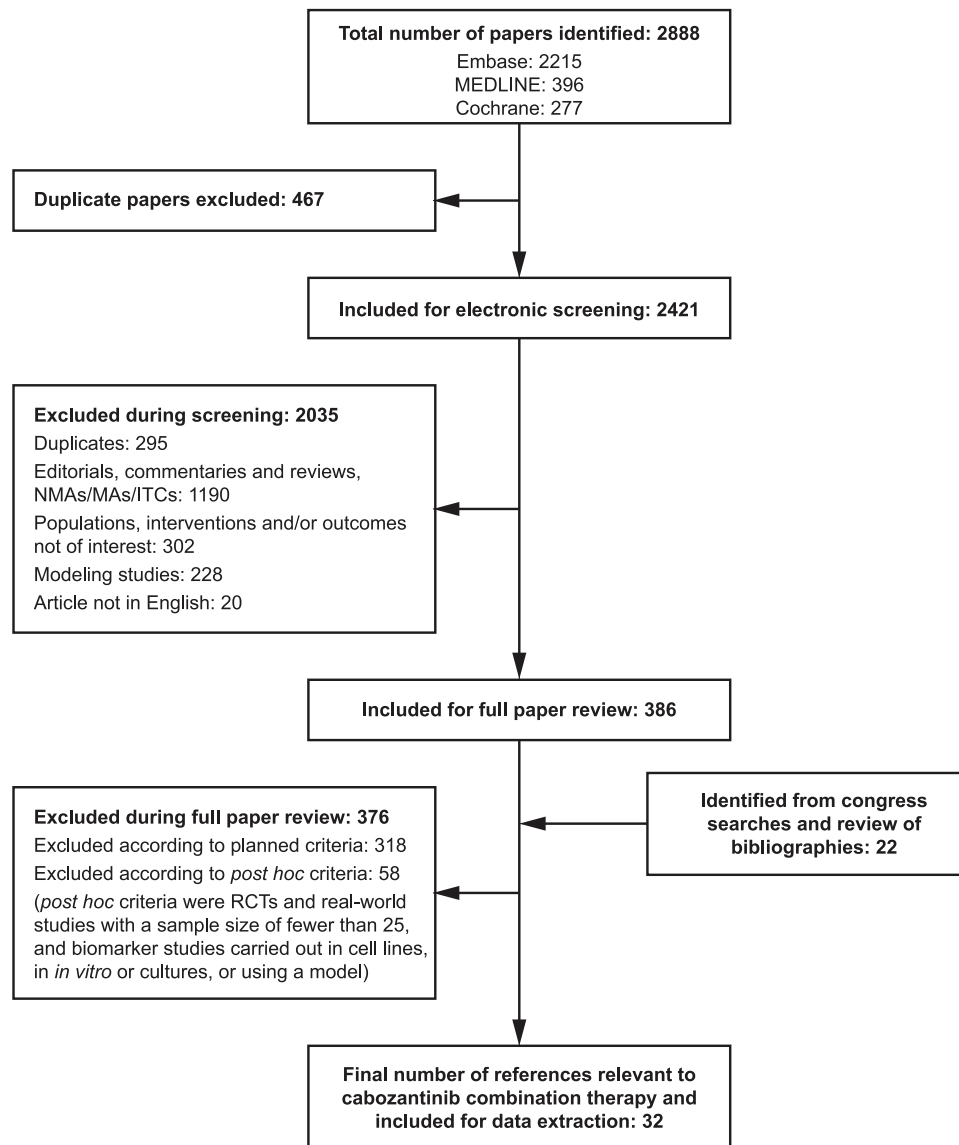 Total number of papers identified: 2888
Embase: 2215
MEDLINE: 396
Cochrane: 277
Duplicate papers excluded: 467
Included for electronic screening: 2421
Excluded during screening: 2035
Duplicates: 295
Editorials, commentaries and reviews,
NMAs/MAs/ITCs: 1190
Populations, interventions and/or outcomes
not of interest: 302
Modeling studies: 228
Article not in English: 20
Included for full paper review: 386
Identified from congress
searches and review of
bibliographies: 22
Excluded during full paper review: 376
Excluded according to planned criteria: 318
Excluded according to post hoc criteria: 58
(post hoc criteria were RCTs and real-world
studies with a sample size of fewer than 25,
and biomarker studies carried out in cell lines,
in in vitro or cultures, or using a model)
Final number of references relevant to
cabozantinib combination therapy and
included for data extraction: 32